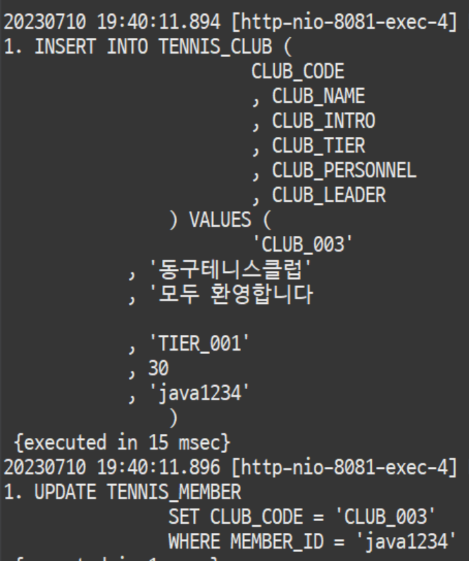 20230710 19:40:11.894 [http-nio-8081-exec-4]
1. INSERT INTO TENNIS_CLUB (
CLUB_CODE
, CLUB_NAME
, CLUB_INTRO
, CLUB_TIER
, CLUB_PERSONNEL
, CLUB_LEADER
) VALUES (
'CLUB_003'
, '동구테니스클럽'
, '모두 환영합니다
, 'TIER_001'
, 30
, 'java1234'
)
{executed in 15 msec}
20230710 19:40:11.896 [http-nio-8081-exec-4]
1. UPDATE TENNIS_MEMBER
SET CLUB_CODE = 'CLUB_003'
WHERE MEMBER_ID = 'java1234'